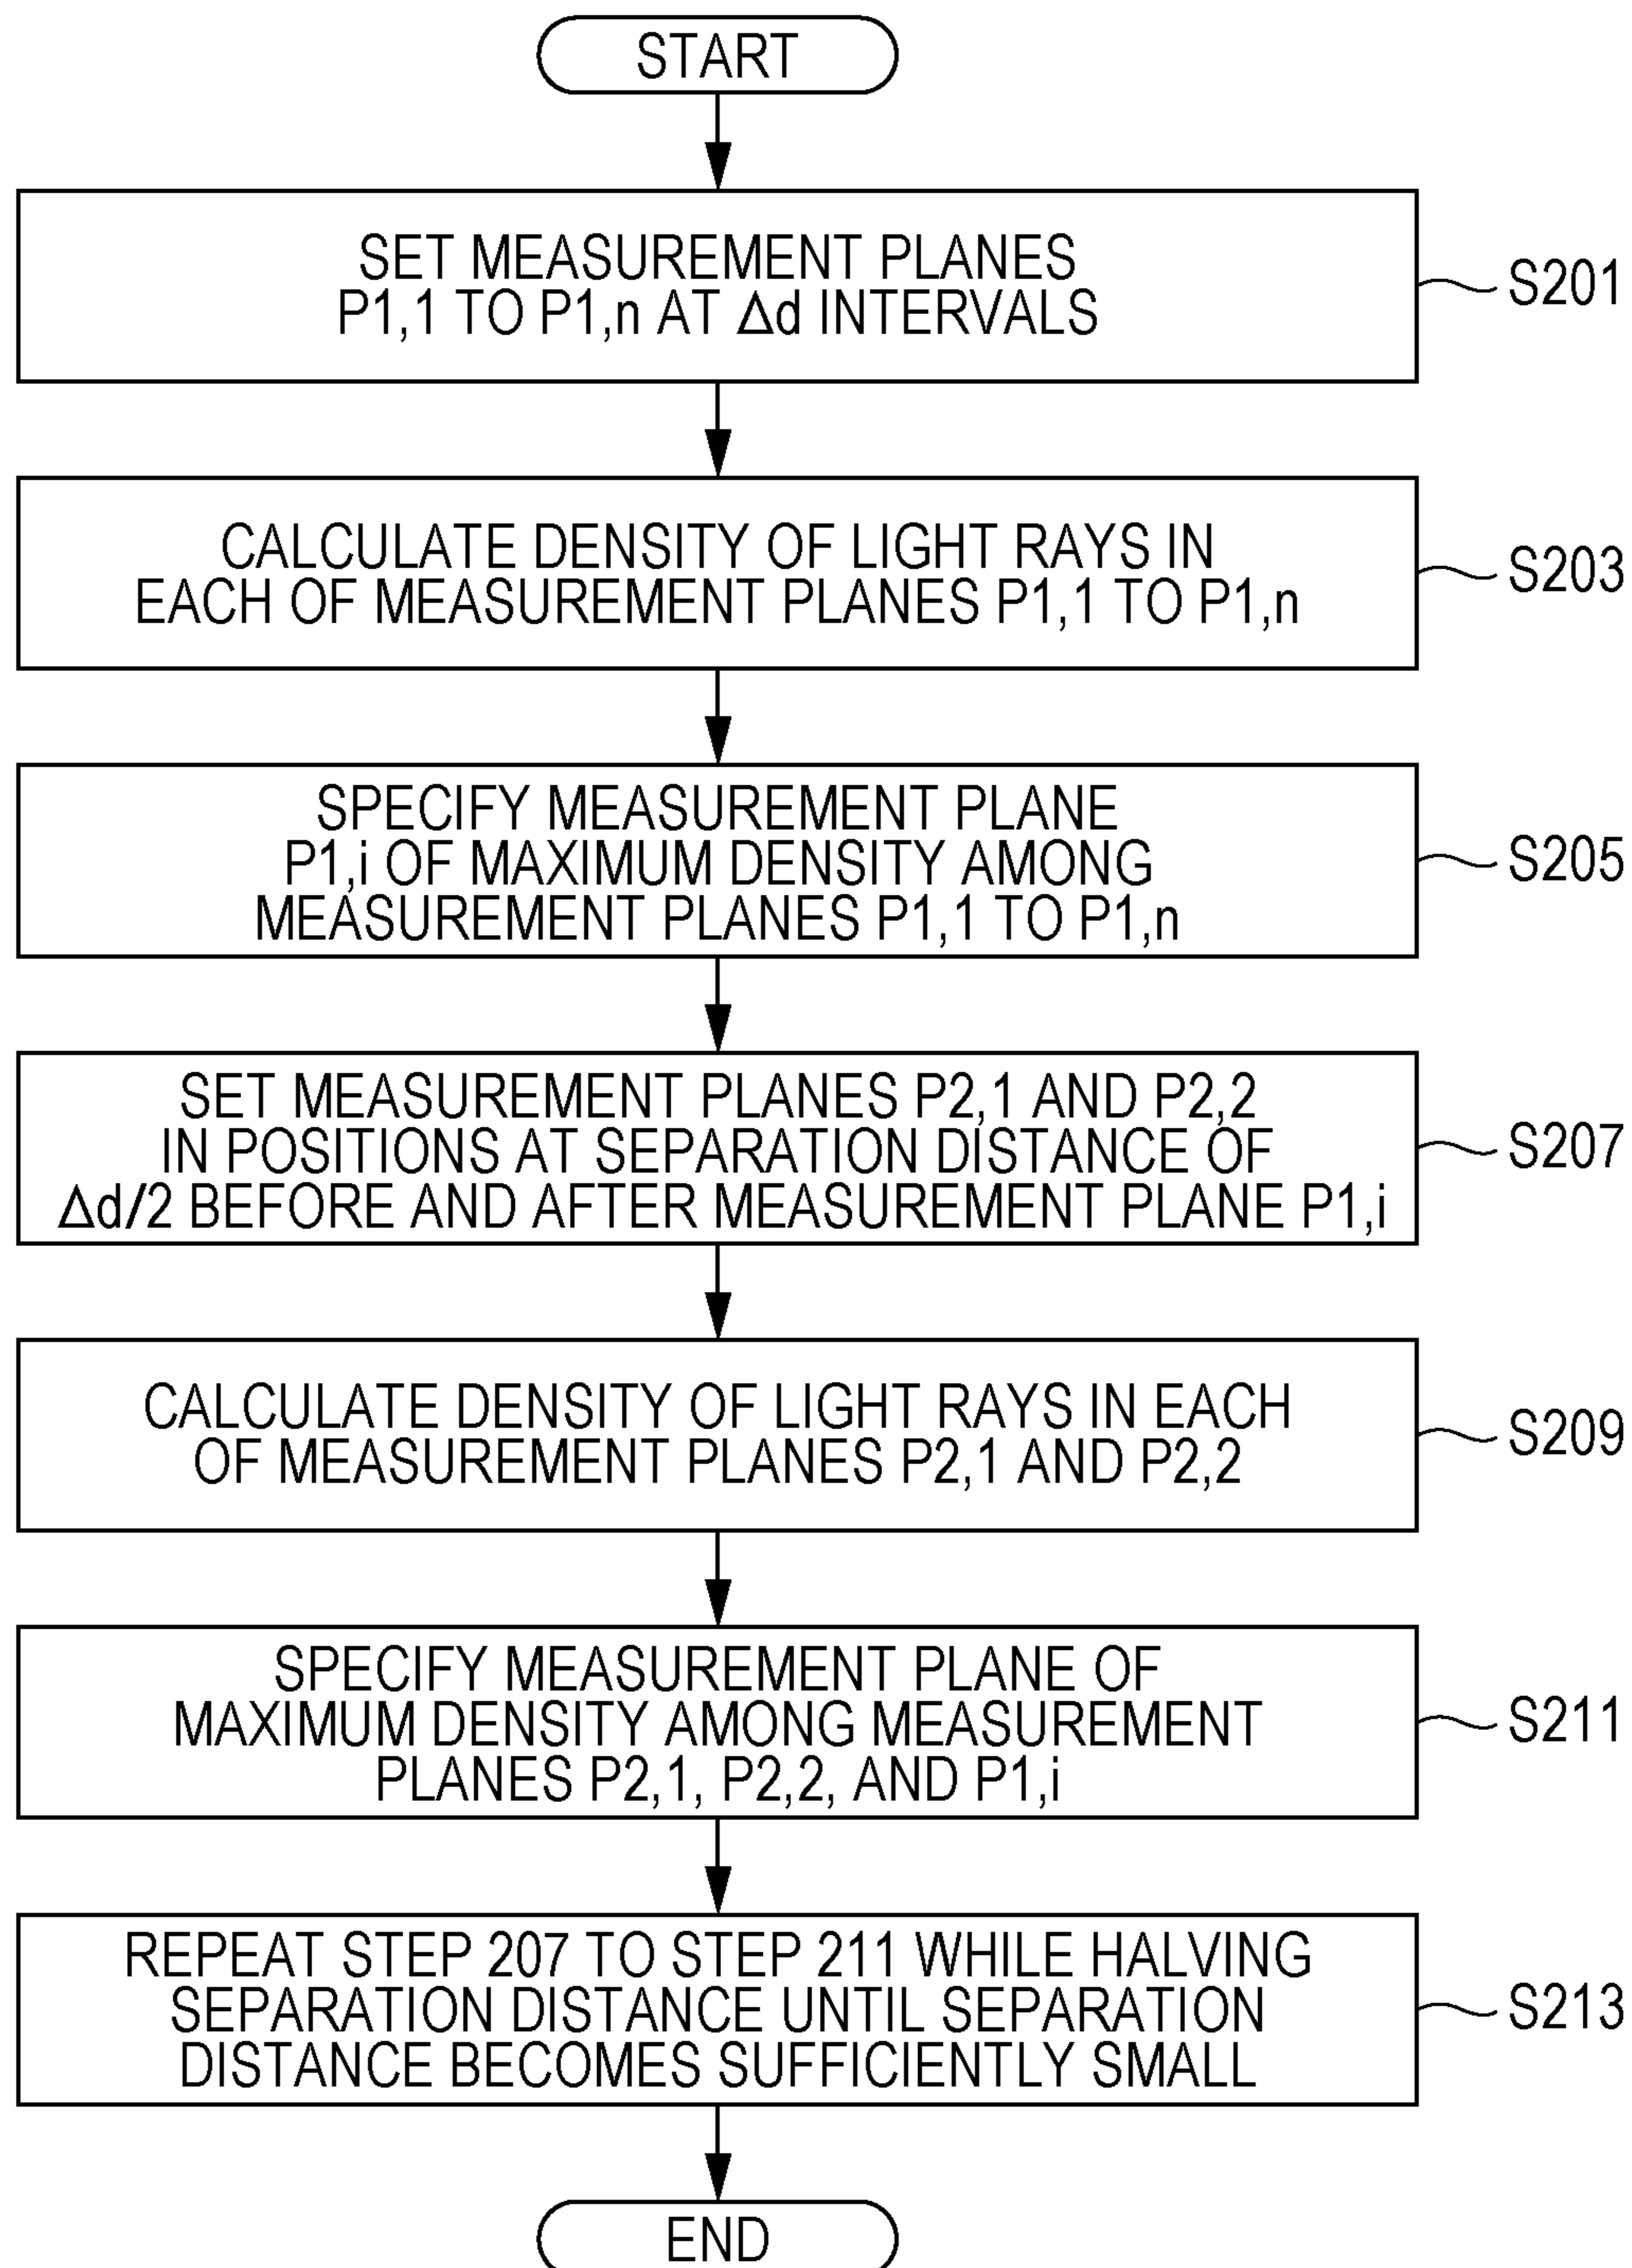 START
SET MEASUREMENT PLANES
P1,1 TO P1,n AT Δd INTERVALS
S201
CALCULATE DENSITY OF LIGHT RAYS IN
EACH OF MEASUREMENT PLANES P1,1 TO P1,n
S203
SPECIFY MEASUREMENT PLANE
P1,i OF MAXIMUM DENSITY AMONG
MEASUREMENT PLANES P1,1 TO P1,n
S205
SET MEASUREMENT PLANES P2,1 AND P2,2
IN POSITIONS AT SEPARATION DISTANCE OF
Δd/2 BEFORE AND AFTER MEASUREMENT PLANE P1,i
S207
CALCULATE DENSITY OF LIGHT RAYS IN EACH
OF MEASUREMENT PLANES P2,1 AND P2,2
S209
SPECIFY MEASUREMENT PLANE OF
MAXIMUM DENSITY AMONG MEASUREMENT
PLANES P2,1, P2,2, AND P1,i
S211
REPEAT STEP 207 TO STEP 211 WHILE HALVING
SEPARATION DISTANCE UNTIL SEPARATION
DISTANCE BECOMES SUFFICIENTLY SMALL
S213
END